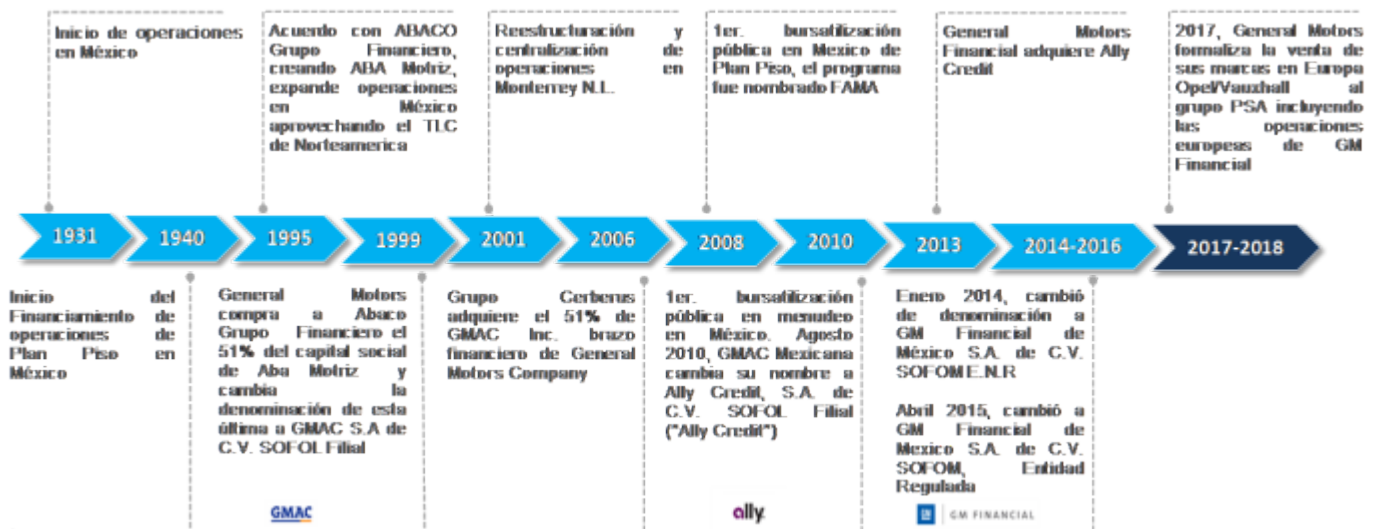 Inicio de operaciones
en México
Acuerdo con ABACO
Grupo Financiero,
creando ABA Motriz,
expande operaciones
en México
aprovechando el TLC
de Norteamerica
Reestructuración y
centralización de
operaciones en
Monterrey N.L.
1er. bursatilización
pública en Mexico de
Plan Piso, el programa
fue nombrado FAMA
General Motors
Financial adquiere Ally
Credit
2017, General Motors
formaliza la venta de
sus marcas en Europa
Opel/Vauxhall al
grupo PSA incluyendo
las operaciones
europeas de GM
Financial
1931
1940
1995
1999
2001
2006
2008
2010
2013
2014-2016
2017-2018
Inicio del
Financiamiento de
operaciones de
Plan Piso en
México
General Motors
compra a Abaco
Grupo Financiero el
51% del capital social
de Aba Motriz y
cambia la
denominación de esta
última a GMAC S.A de
C.V. SOFOL Filial
GMAC
Grupo Cerberus
adquiere el 51% de
GMAC Inc. brazo
financiero de General
Motors Company
1er. bursatilización
pública en menudeo
en México. Agosto
2010, GMAC Mexicana
cambia su nombre a
Ally Credit, S.A. de
C.V. SOFOL Filial
("Ally Credit")
ally
Enero 2014, cambió
de denominación a
GM Financial de
México S.A. de C.V.
SOFOM E.N.R
Abril 2015, cambió a
GM Financial de
Mexico S.A. de C.V.
SOFOM, Entidad
Regulada
GM FINANCIAL